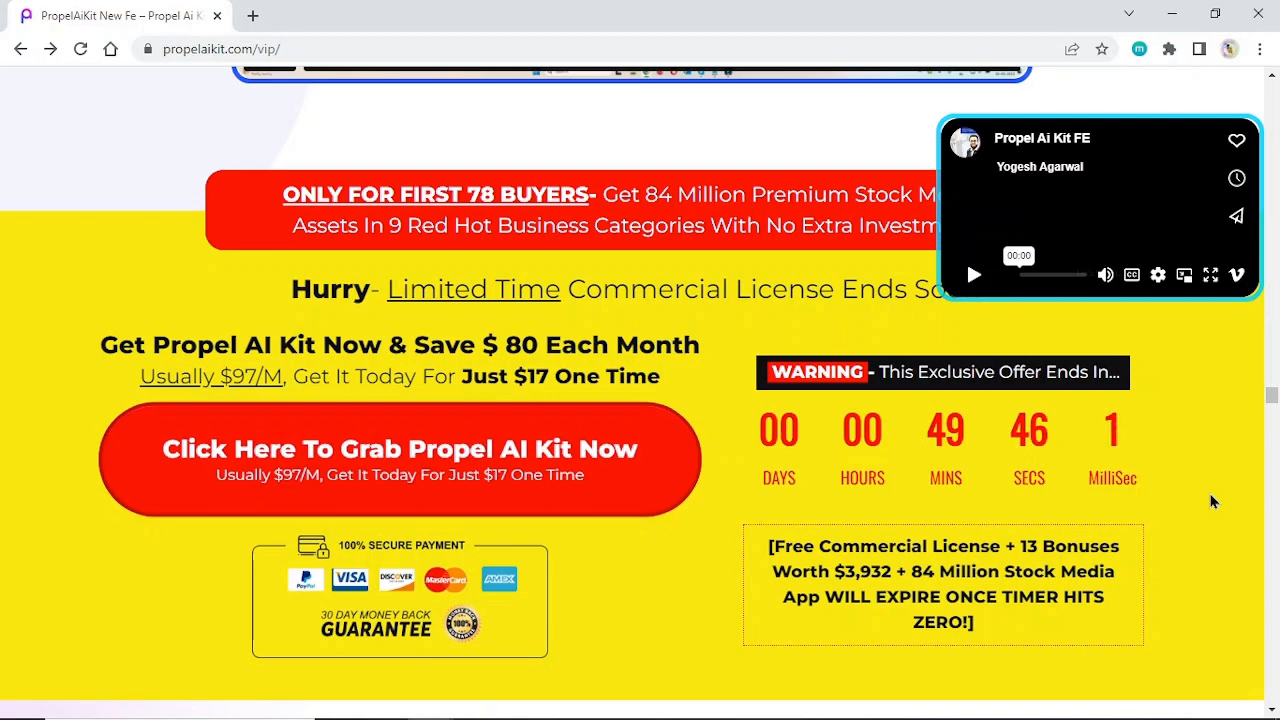 PropelAiKit New Fe – PropelAi K
propelaikit.com/vip/
m
Propel Ai Kit FE
Yogesh Agarwal
00:00
CC
ONLY FOR FIRST 78 BUYERS- Get 84 Million Premium Stock M
Assets In 9 Red Hot Business Categories With No Extra Investm
Hurry- Limited Time Commercial License Ends So
Get Propel AI Kit Now & Save $ 80 Each Month
Usually $97/M, Get It Today For Just $17 One Time
Click Here To Grab Propel AI Kit Now
Usually $97/M, Get It Today For Just $17 One Time
100% SECURE PAYMENT
PayPal VISA DISCOVER MasterCard AMEX
30 DAY MONEY BACK
GUARANTEE
100%
WARNING - This Exclusive Offer Ends In...
00 00 49 46 1
DAYS HOURS MINS SECS MilliSec
[Free Commercial License + 13 Bonuses
Worth $3,932 + 84 Million Stock Media
App WILL EXPIRE ONCE TIMER HITS
ZERO!]